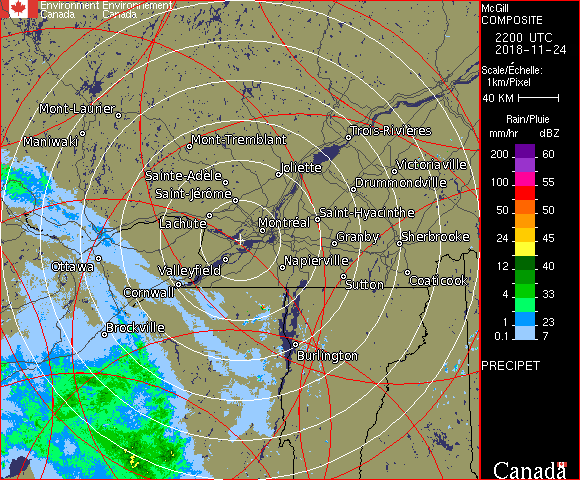 Environment Environnement
Canada Canada
McGill
COMPOSITE
2200 UTC
2018-11-24
Scale/Échelle:
1km/Pixel
40 KM
Rain/Pluie
mm/hr dBZ
200 60
100 55
50 50
24 45
12 40
4 33
1 23
0.1 7
PRECIPET
Canada
Mont-Laurier
Maniwaki
Mont-Tremblant
Trois-Rivières
Joliette
Victoriaville
Sainte-Adèle
Drummondville
Saint-Jérôme
Lachute
Montréal
Saint-Hyacinthe
Granby
Sherbrooke
Ottawa
Valleyfield
Napierville
Cornwall
Sutton
Coaticook
Brockville
Burlington